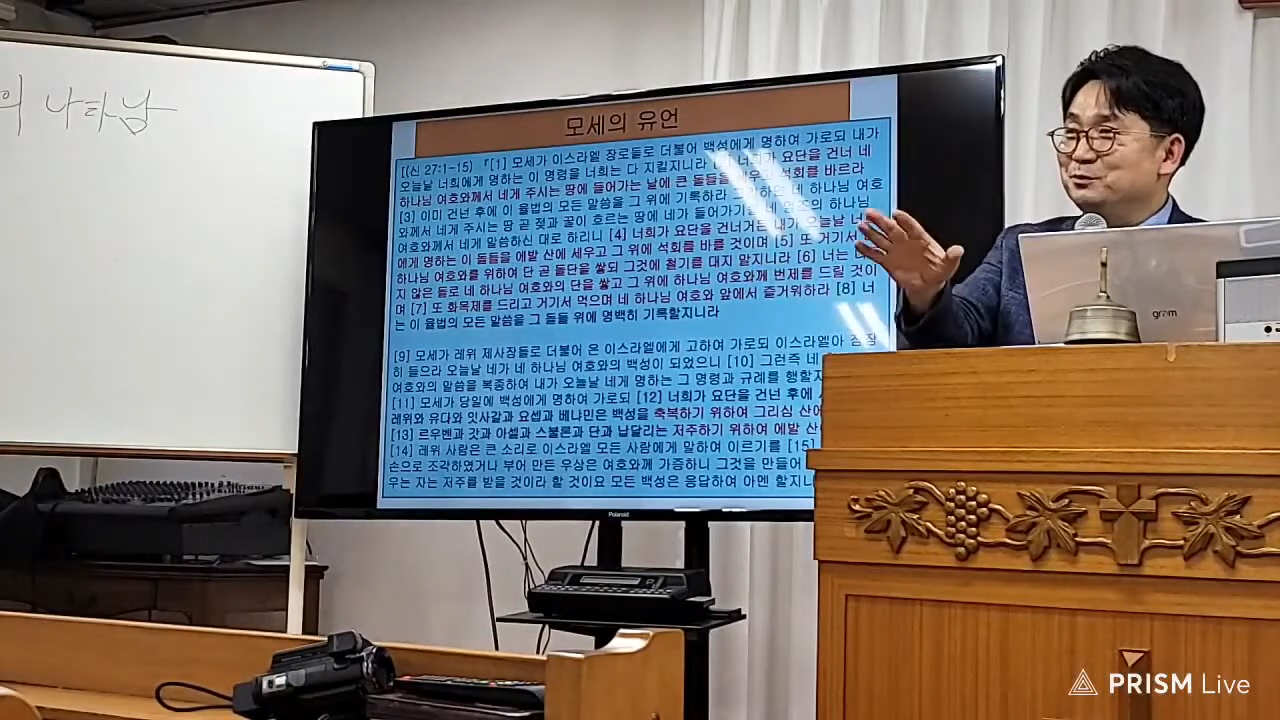 의 나타남
모세의 유언
[(신 27:1-15) 『[1] 모세가 이스라엘 장로들로 더불어 백성에게 명하여 가로되 내가
오늘날 너희에게 명하는 이 명령을 너희는 다 지킬지니라 너희가 요단을 건너 네
하나님 여호와께서 네게 주시는 땅에 들어가는 날에 큰 돌들을 석회를 바르라
[3] 이미 건넌 후에 이 율법의 모든 말씀을 그 위에 기록하라 네 하나님 여호
와께서 네게 주시는 땅 곧 젖과 꿀이 흐르는 땅에 네가 하나님
여호와께서 네게 말씀하신 대로 하리니 [4] 너희가 요단을 건너거든 내가 오늘날
에게 명하는 이 돌들을 에발 산에 세우고 그 위에 석회를 바를 것이며 [5] 또 거기서
하나님 여호와를 위하여 단 곧 돌단을 쌓되 그것에 철기를 대지 말지니라 [6] 너는
지 않은 돌로 네 하나님 여호와의 단을 쌓고 그 위에 하나님 여호와께 번제를 드릴 것이
며 [7] 또 화목제를 드리고 거기서 먹으며 네 하나님 여호와 앞에서 즐거워하라 [8] 너
는 이 율법의 모든 말씀을 그 돌들 위에 명백히 기록할지니라
[9] 모세가 레위 제사장들로 더불어 온 이스라엘에게 고하여 가로되 이스라엘아
히 들으라 오늘날 네가 네 하나님 여호와의 백성이 되었으니 [10] 그런즉 네
여호와의 말씀을 복종하여 내가 오늘날 네게 명하는 그 명령과 규례를
[11] 모세가 당일에 백성에게 명하여 가로되 [12] 너희가 요단을 건넌 후에
레위와 유다와 잇사갈과 요셉과 베냐민은 백성을 축복하기 위하여 그리심
[13] 르우벤과 갓과 아셀과 스불론과 단과 납달리는 저주하기 위하여 에발
[14] 레위 사람은 큰 소리로 이스라엘 모든 사람에게 말하여 이르기를 [15]
손으로 조각하였거나 부어 만든 우상은 여호와께 가증하니 그것을 만들어
우는 자는 저주를 받을 것이라 할 것이요 모든 백성은 응답하여 아멘
Polaroid
gram
PRISM Live